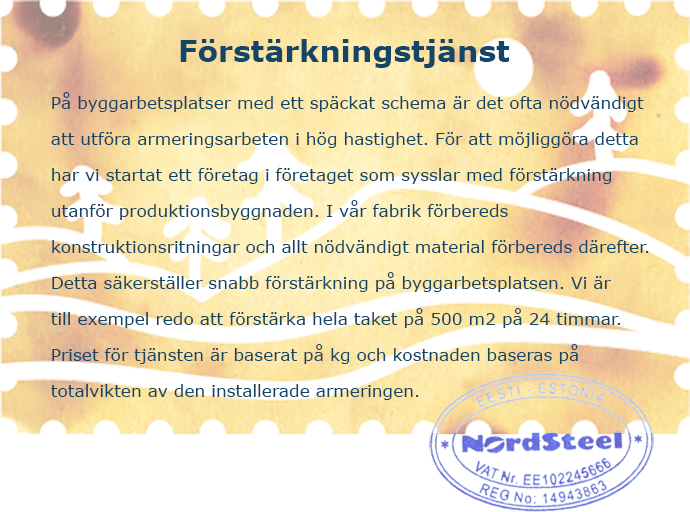 Förstärkningstjänst
På byggarbetsplatser med ett späckat schema är det ofta nödvändigt
att utföra armeringsarbeten i hög hastighet. För att möjliggöra detta
har vi startat ett företag i företaget som sysslar med förstärkning
utanför produktionsbyggnaden. I vår fabrik förbereds
konstruktionsritningar och allt nödvändigt material förbereds därefter.
Detta säkerställer snabb förstärkning på byggarbetsplatsen. Vi är
till exempel redo att förstärka hela taket på 500 m2 på 24 timmar.
Priset för tjänsten är baserat på kg och kostnaden baseras på
totalvikten av den installerade armeringen.
EESTI - ESTONIA
* NordSteel *
VAT Nr. EE102245666
REG No: 14943863